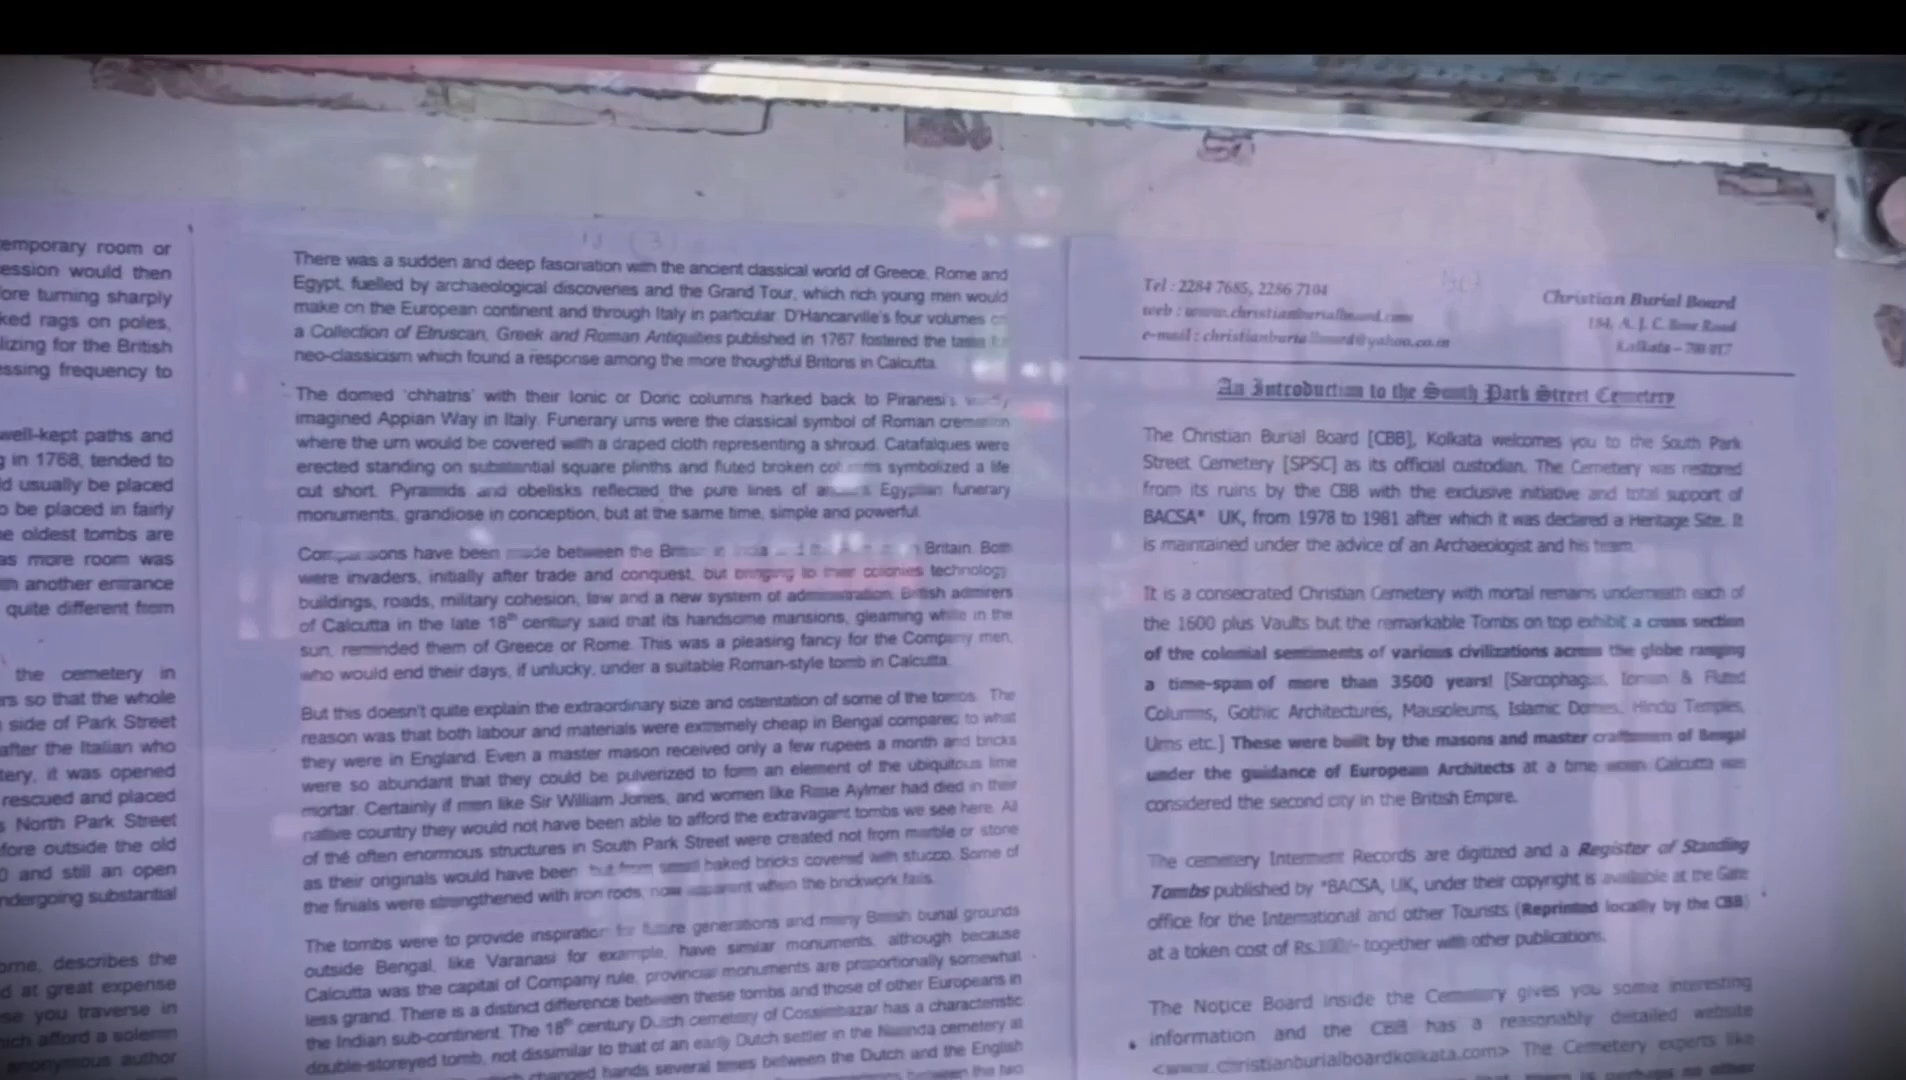 emporary room or
ession would then
ore turning sharply
ked rags on poles,
lizing for the British
essing frequency to
well-kept paths and
g in 1768, tended to
d usually be placed
o be placed in fairly
e oldest tombs are
as more room was
another entrance
quite different from
the cemetery in
rs so that the whole
side of Park Street
after the Italian who
tery, it was opened
rescued and placed
s North Park Street
fore outside the old
0 and still an open
ndergoing substantial
ome, describes the
d at great expense
se you traverse in
hich afford a solemn
anonymous author
There was a sudden and deep fascination with the ancient classical world of Greece, Rome and
Egypt, fuelled by archaeological discoveries and the Grand Tour, which rich young men would
make on the European continent and through Italy in particular. D'Hancarville's four volumes
a Collection of Etruscan, Greek and Roman Antiquities published in 1767 fostered the taste
neo-classicism which found a response among the more thoughtful Britons in Calcutta.
The domed 'chhatris' with their Ionic or Doric columns harked back to Piranesi's
imagined Appian Way in Italy. Funerary urns were the classical symbol of Roman cremation
where the urn would be covered with a draped cloth representing a shroud. Catafalques were
erected standing on substantial square plinths and fluted broken columns symbolized a life
cut short. Pyramids and obelisks reflected the pure lines of Egyptian funerary
monuments, grandiose in conception, but at the same time, simple and powerful.
Comparisons have been made between the British in India and Britain. Both
were invaders, initially after trade and conquest, but bringing to their colonies technology
buildings, roads, military cohesion, law and a new system of administration. British admirers
of Calcutta in the late 18th century said that its handsome mansions, gleaming white in the
sun, reminded them of Greece or Rome. This was a pleasing fancy for the Company men,
who would end their days, if unlucky, under a suitable Roman-style tomb in Calcutta.
But this doesn't quite explain the extraordinary size and ostentation of some of the tombs. The
reason was that both labour and materials were extremely cheap in Bengal compared to what
they were in England. Even a master mason received only a few rupees a month and bricks
were so abundant that they could be pulverized to form an element of the ubiquitous lime
mortar. Certainly if men like Sir William Jones, and women like Rose Aylmer had died in their
native country they would not have been able to afford the extravagant tombs we see here. All
of the often enormous structures in South Park Street were created not from marble or stone
as their originals would have been but from small baked bricks covered with stucco. Some of
the finials were strengthened with iron rods, now apparent when the brickwork fails.
The tombs were to provide inspiration for future generations and many British burial grounds
outside Bengal, like Varanasi for example, have similar monuments, although because
Calcutta was the capital of Company rule, provincial monuments are proportionally somewhat
less grand. There is a distinct difference between these tombs and those of other Europeans in
the Indian sub-continent. The 18th century Dutch cemetery of Cossimbazar has a characteristic
double-storeyed tomb, not dissimilar to that of an early Dutch settler in the cemetery at
changed hands several times between the Dutch and the English
between the two
Tel : 2284 7685, 2286 7104
web : www.christianburialboard.com
e-mail : christianburialboard@yahoo.co.in
Christian Burial Board
184, A. J. C. Bose Road
Kolkata – 700 017
An Introduction to the South Park Street Cemetery
The Christian Burial Board [CBB], Kolkata welcomes you to the South Park
Street Cemetery [SPSC] as its official custodian. The Cemetery was restored
from its ruins by the CBB with the exclusive initiative and total support of
BACSA* UK, from 1978 to 1981 after which it was declared a Heritage Site. It
is maintained under the advice of an Archaeologist and his team.
It is a consecrated Christian Cemetery with mortal remains underneath each of
the 1600 plus Vaults but the remarkable Tombs on top exhibit a cross section
of the colonial sentiments of various civilizations across the globe ranging
a time-span of more than 3500 years! [Sarcophagus, Ionian & Fluted
Columns, Gothic Architectures, Mausoleums, Islamic Domes, Hindu Temples,
Urns etc.] These were built by the masons and master craftsmen of Bengal
under the guidance of European Architects at a time when Calcutta was
considered the second city in the British Empire.
The cemetery Interment Records are digitized and a Register of Standing
Tombs published by *BACSA, UK, under their copyright is available at the Gate
office for the International and other Tourists (Reprinted locally by the CBB)
at a token cost of Rs. together with other publications.
The Notice Board inside the Cemetery gives you some interesting
information and the CBB has a reasonably detailed website
<www.christianburialboardkolkata.com> The Cemetery experts like